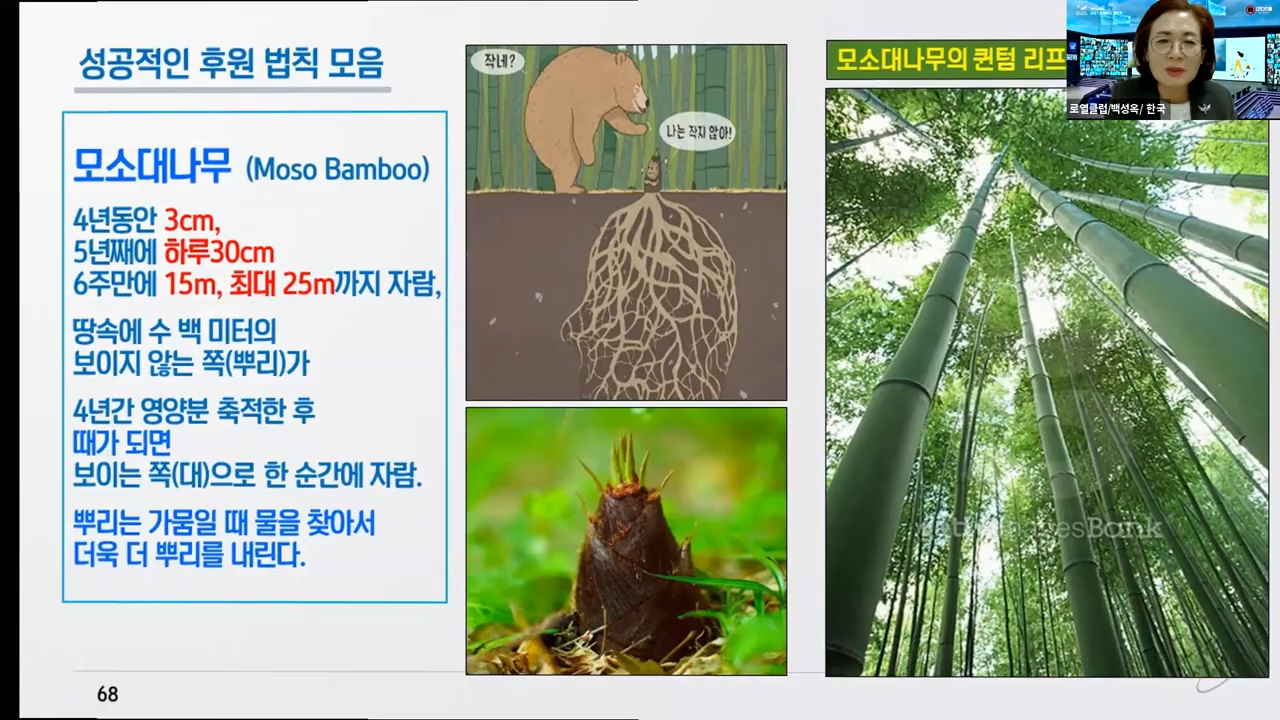 성공적인 후원 법칙 모음
모소대나무 (Moso Bamboo)
4년동안 3cm,
5년째에 하루30cm
6주만에 15m, 최대 25m까지 자람,
땅속에 수 백 미터의
보이지 않는 쪽(뿌리)가
4년간 영양분 축적한 후
때가 되면
보이는 쪽(대)으로 한 순간에 자람.
뿌리는 가뭄일 때 물을 찾아서
더욱 더 뿌리를 내린다.
작네?
나는 작지 않아!
모소대나무의 퀀텀 리프
로열클럽/백성옥/ 한국
68